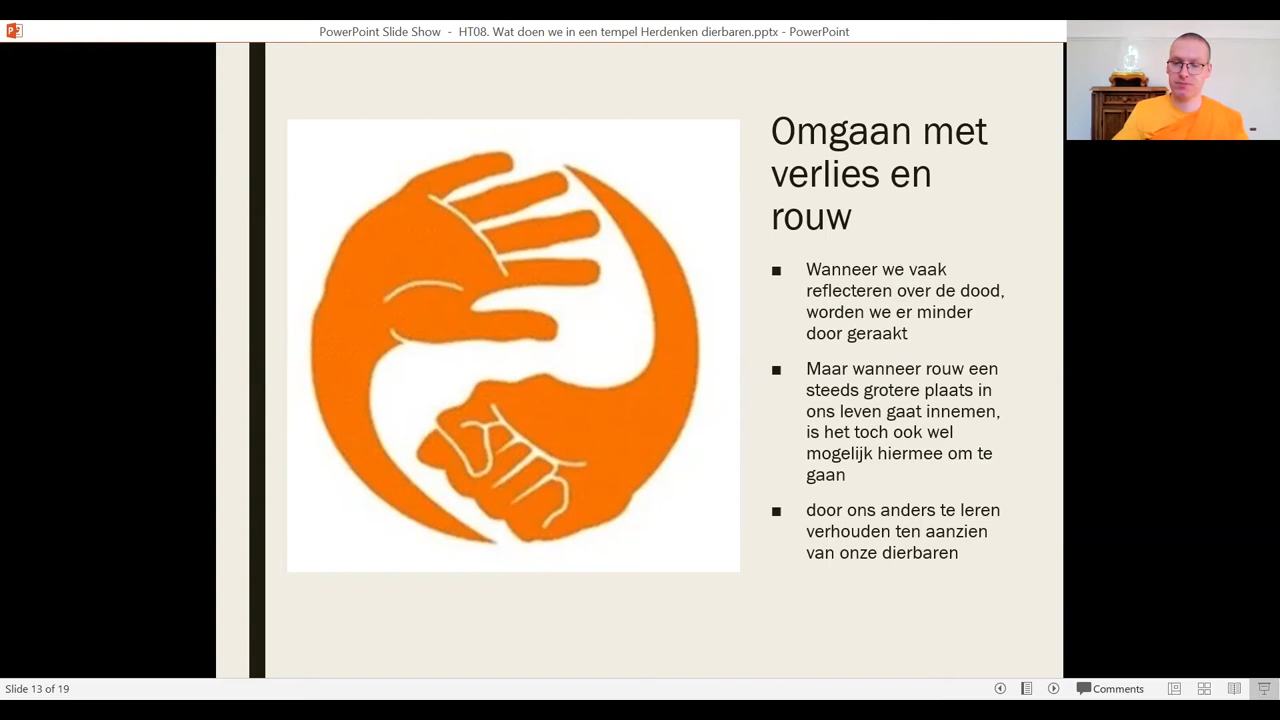 PowerPoint Slide Show - HT08. Wat doen we in een tempel Herdenken dierbaren.pptx - PowerPoint
Omgaan met
verlies en
rouw
■ Wanneer we vaak
reflecteren over de dood,
worden we er minder
door geraakt
■ Maar wanneer rouw een
steeds grotere plaats in
ons leven gaat innemen,
is het toch ook wel
mogelijk hiermee om te
gaan
■ door ons anders te leren
verhouden ten aanzien
van onze dierbaren
Slide 13 of 19
Comments